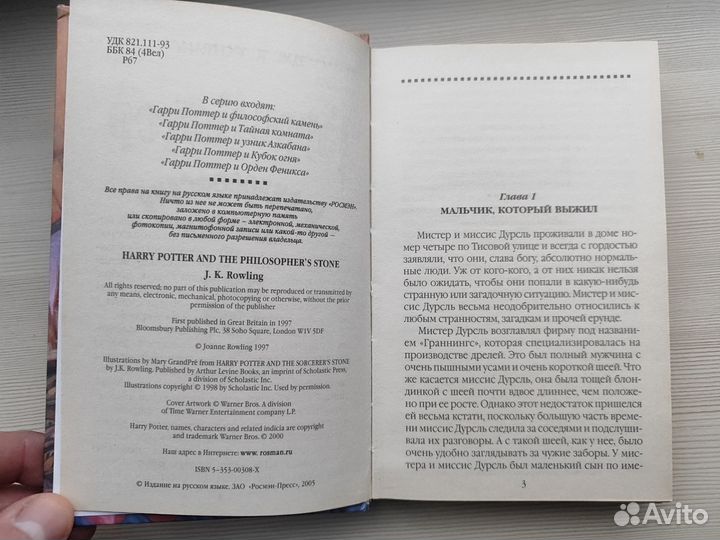 УДК 821.111-93
ББК 84 (4Вел)
Р67
В серию входят:
«Гарри Поттер и философский камень»
«Гарри Поттер и Тайная комната»
«Гарри Поттер и узник Азкабана»
«Гарри Поттер и Кубок огня»
«Гарри Поттер и Орден Феникса»
Все права на книгу на русском языке принадлежат издательству «РОСМЭН».
Ничто из нее не может быть перепечатано,
заложено в компьютерную память
или скопировано в любой форме – электронной, механической,
фотокопии, магнитофонной записи или какой-то другой –
без письменного разрешения владельца.
HARRY POTTER AND THE PHILOSOPHER'S STONE
J. K. Rowling
All rights reserved; no part of this publication may be reproduced or transmitted by
any means, electronic, mechanical, photocopying or otherwise, without the prior
permission of the publisher
First published in Great Britain in 1997
Bloomsbury Publishing Plc, 38 Soho Square, London W1V 5DF
© Joanne Rowling 1997
Illustrations by Mary GrandPré from HARRY POTTER AND THE SORCERER'S STONE
by J.K. Rowling. Published by Arthur Levine Books, an imprint of Scholastic Press,
a division of Scholastic Inc.
Illustrations copyright © 1998 by Scholastic Inc. Used by permission.
Cover Artwork © Warner Bros. A division of
of Time Warner Entertainment company L.P.
Harry Potter, names, characters and related indicia are copyright
and trademark Warner Bros. © 2000
Наш адрес в Интернете: www.rosman.ru
ISBN 5–353-00308-X
© Издание на русском языке. ЗАО «Росмэн-Пресс», 2005
Глава 1
МАЛЬЧИК, КОТОРЫЙ ВЫЖИЛ
Мистер и миссис Дурсль проживали в доме но-
мер четыре по Тисовой улице и всегда с гордостью
заявляли, что они, слава богу, абсолютно нормаль-
ные люди. Уж от кого-кого, а от них никак нельзя
было ожидать, чтобы они попали в какую-нибудь
странную или загадочную ситуацию. Мистер и мис-
сис Дурсль весьма неодобрительно относились к
любым странностям, загадкам и прочей ерунде.
Мистер Дурсль возглавлял фирму под названи-
ем «Граннингс», которая специализировалась на
производстве дрелей. Это был полный мужчина с
очень пышными усами и очень короткой шеей. Что
же касается миссис Дурсль, она была тощей блон-
динкой с шеей почти вдвое длиннее, чем положе-
но при ее росте. Однако этот недостаток пришелся
ей весьма кстати, поскольку большую часть време-
ни миссис Дурсль следила за соседями и подслуши-
вала их разговоры. А с такой шеей, как у нее, было
очень удобно заглядывать за чужие заборы. У ми-
стера и миссис Дурсль был маленький сын по име-
3
Avito